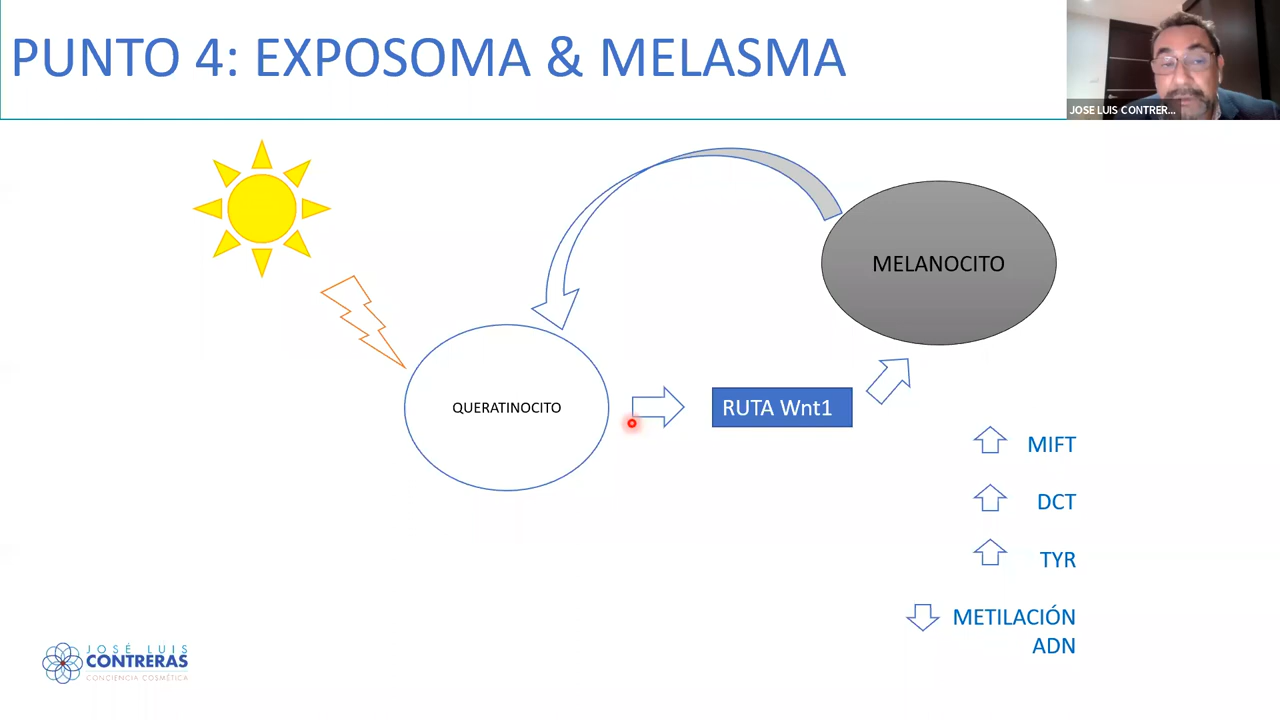 PUNTO 4: EXPOSOMA & MELASMA
JOSE LUIS CONTRER...
MELANOCITO
QUERATINOCITO
RUTA Wnt1
MIFT
DCT
TYR
METILACIÓN
ADN
JOSÉ LUIS
CONTRERAS
CONCIENCIA COSMÉTICA